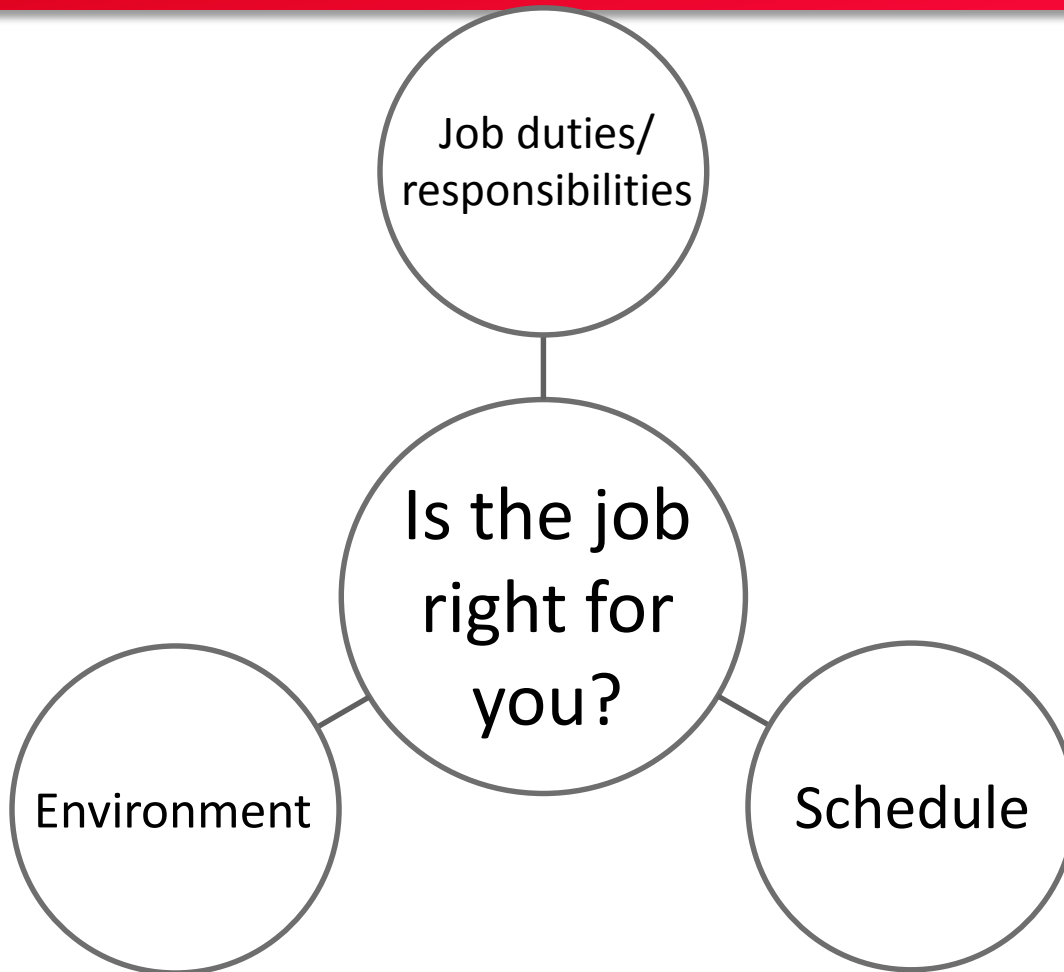 Job duties/
responsibilities
Is the job
right for
you?
Environment
Schedule